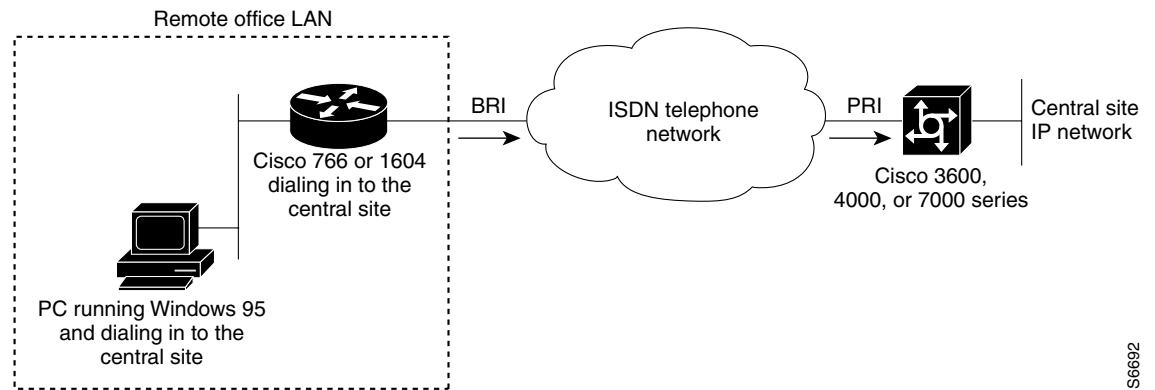 Remote office LAN
BRI
ISDN telephone
network
PRI
Central site
IP network
Cisco 766 or 1604
dialing in to the
central site
Cisco 3600,
4000, or 7000 series
PC running Windows 95
and dialing in to the
central site
S6692